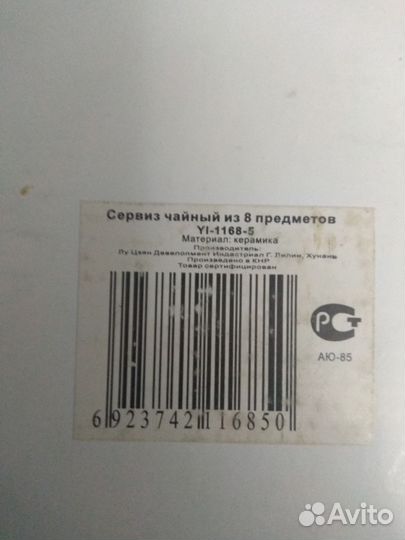 Сервиз чайный из 8 предметов
YI-1168-5
Материал: керамика
Производитель:
Лу Цзян Девелопмент Индастриал Г. Лилин, Хунань
Произведено в КНР
Товар сертифицирован
РСТ
АЮ-85
6 923742 116850
Avito